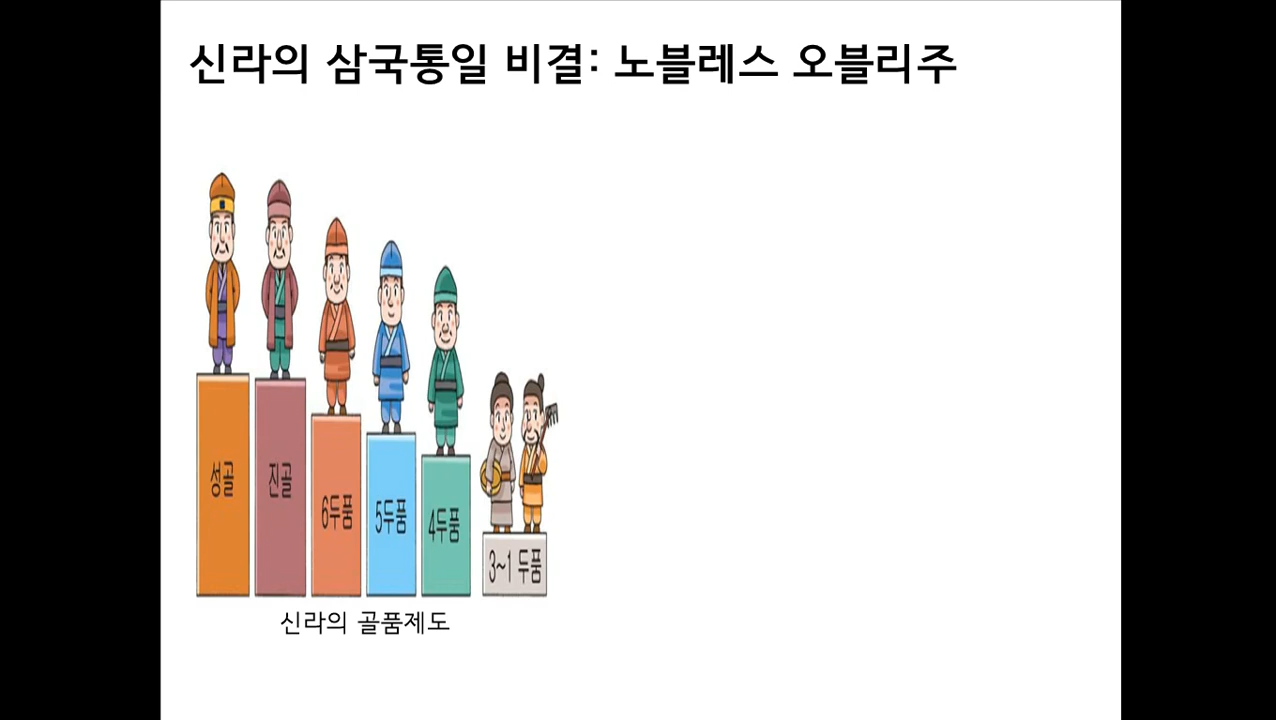 신라의 삼국통일 비결: 노블레스 오블리주
성골
진골
6두품
5두품
4두품
3~1 두품
신라의 골품제도